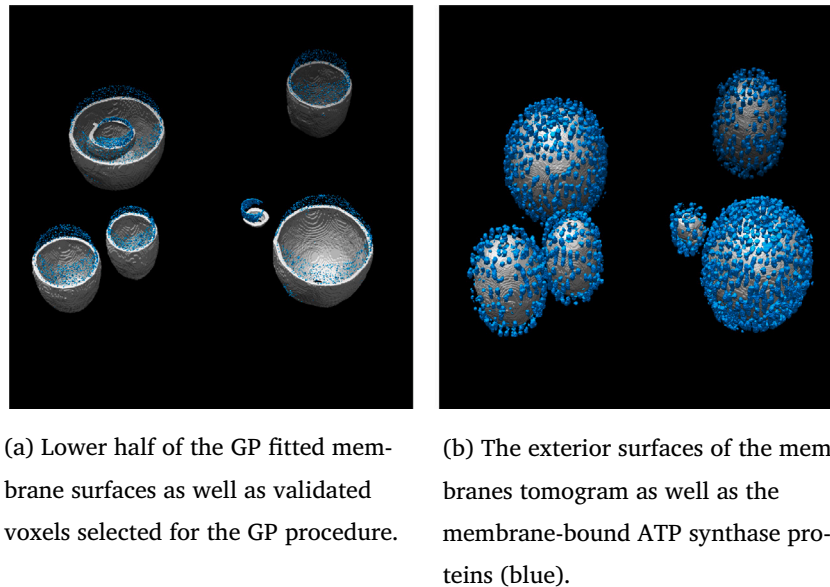 (a) Lower half of the GP fitted mem-
brane surfaces as well as validated
voxels selected for the GP procedure.
(b) The exterior surfaces of the mem
branes tomogram as well as the
membrane-bound ATP synthase pro-
teins (blue).